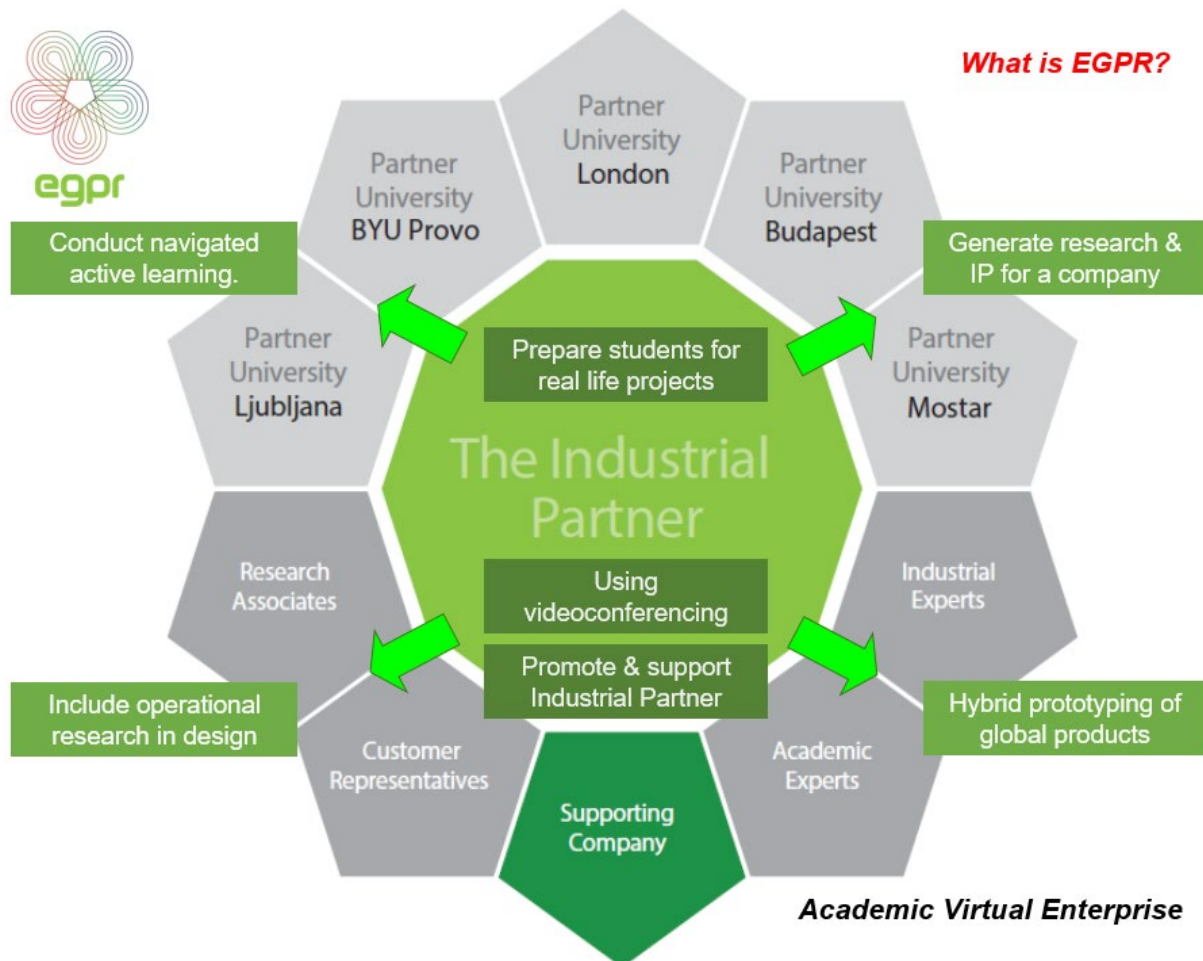 What is EGPR?
egpr
Partner
University
London
Partner
University
BYU Provo
Partner
University
Budapest
Conduct navigated
active learning.
Generate research &
IP for a company
Partner
University
Ljubljana
Prepare students for
real life projects
Partner
University
Mostar
The Industrial
Partner
Research
Associates
Using
videoconferencing
Industrial
Experts
Promote & support
Industrial Partner
Include operational
research in design
Hybrid prototyping of
global products
Customer
Representatives
Academic
Experts
Supporting
Company
Academic Virtual Enterprise